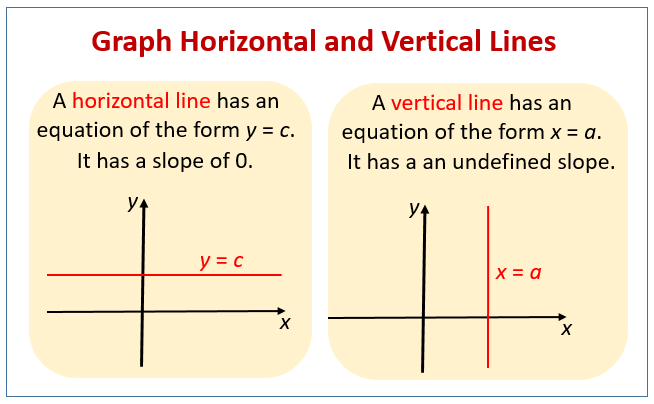 Graph Horizontal and Vertical Lines
A horizontal line has an
equation of the form y = c.
It has a slope of 0.
y
y = c
x
A vertical line has an
equation of the form x = a.
It has a an undefined slope.
y
x = a
x